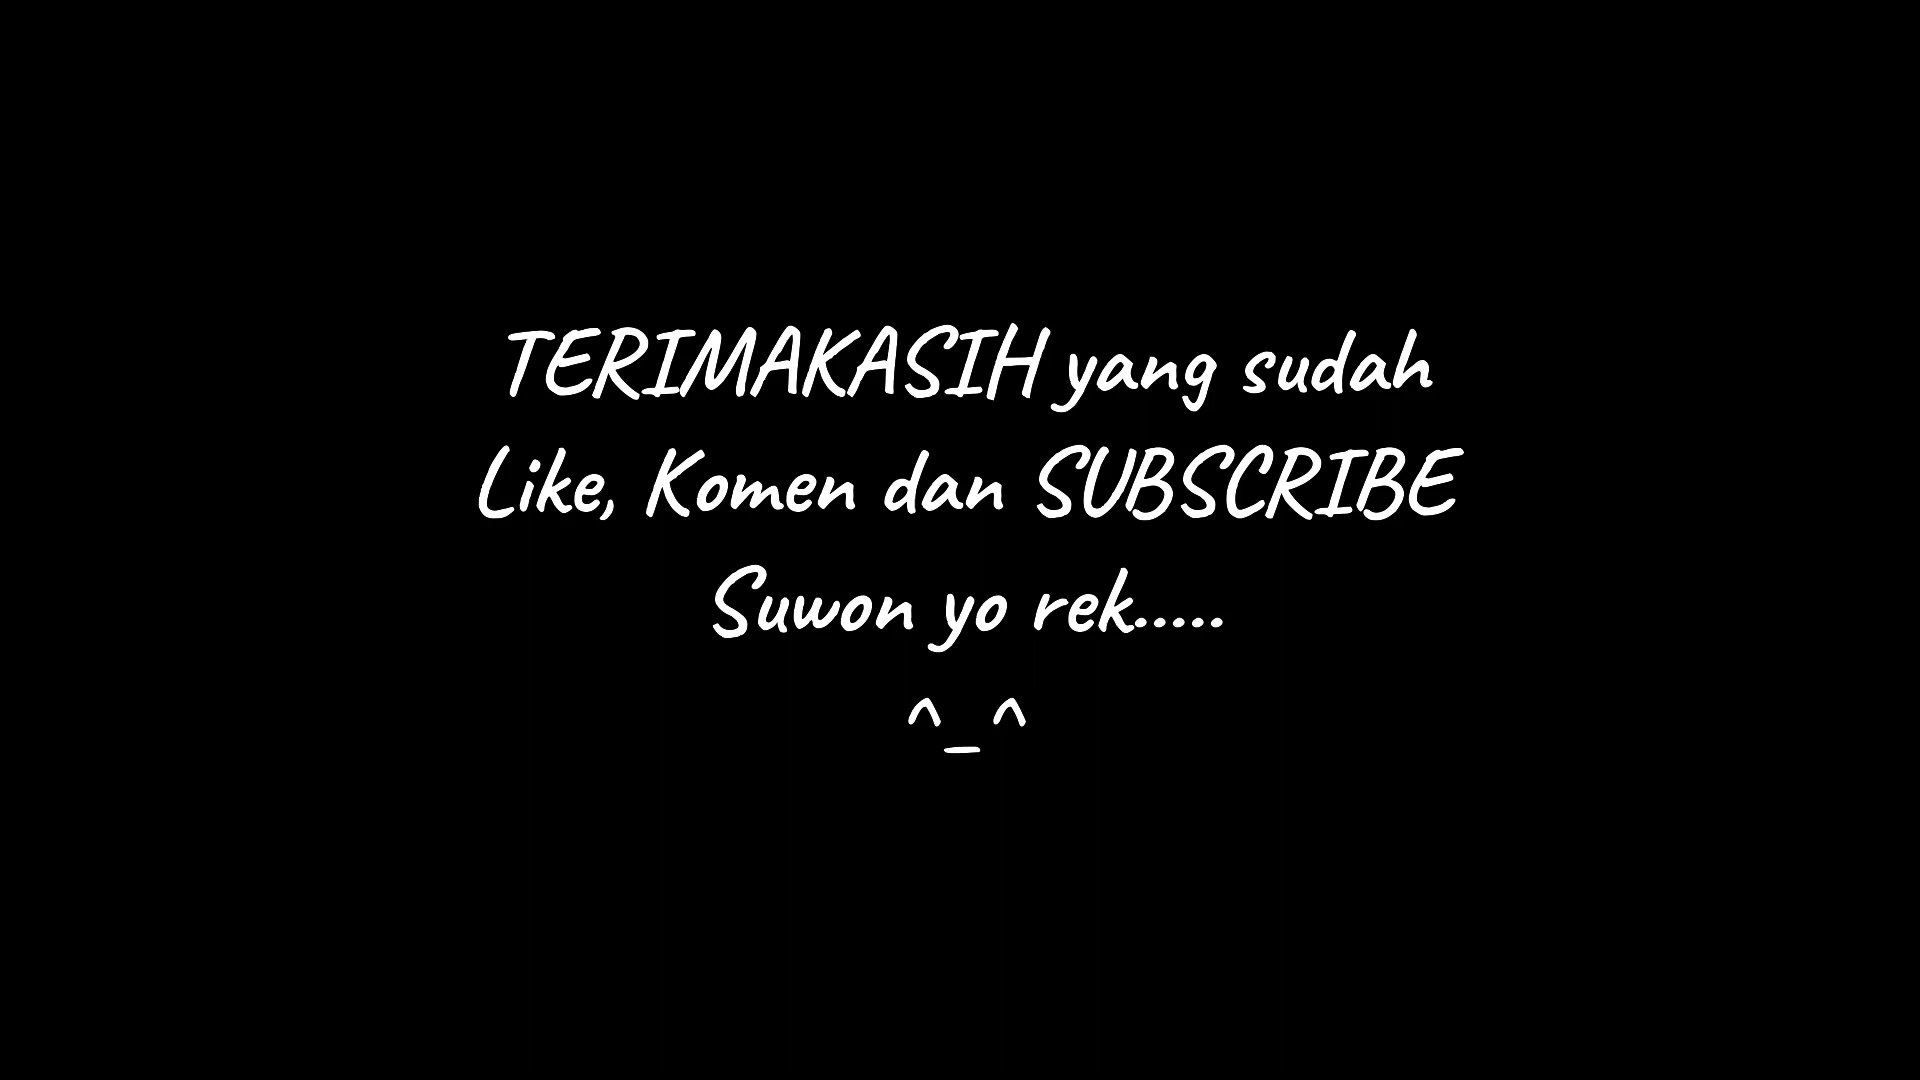 TERIMAKASIH yang sudah
Like, Komen dan SUBSCRIBE
Suwon yo rek.....
^_^